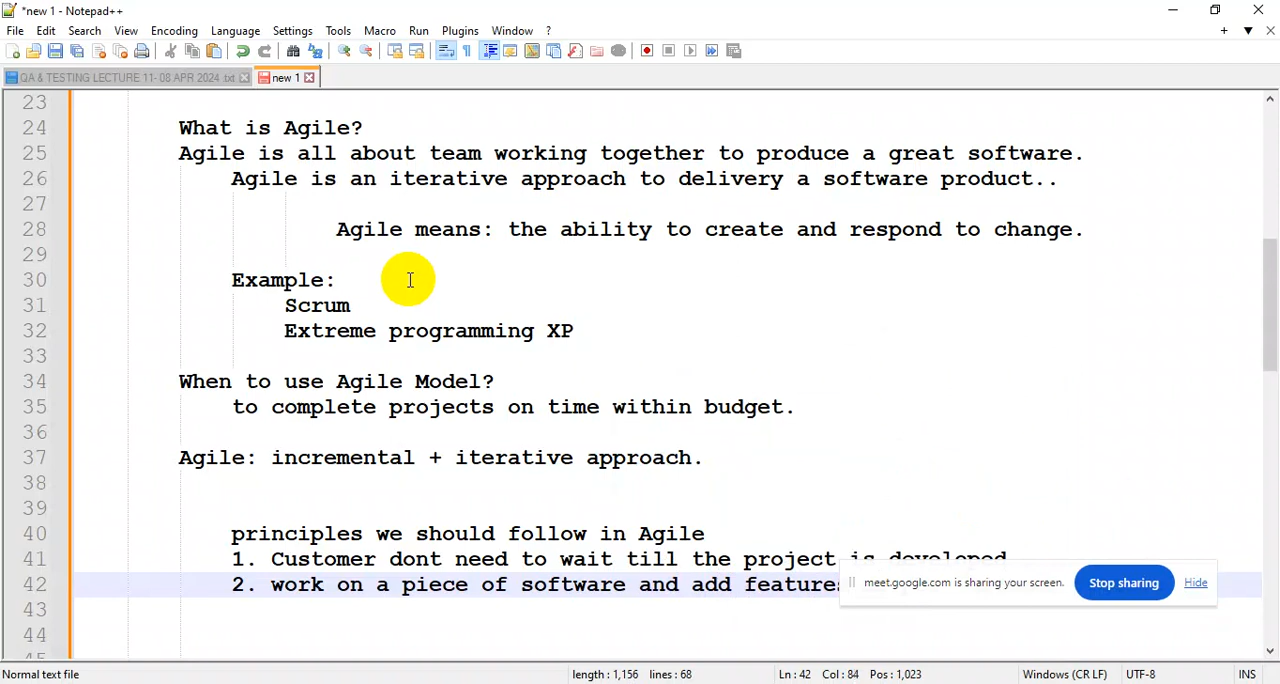 *new 1 - Notepad++
File Edit Search View Encoding Language Settings Tools Macro Run Plugins Window ?
QA & TESTING LECTURE 11- 08 APR 2024 .txt new 1
23
24 What is Agile?
25 Agile is all about team working together to produce a great software.
26 Agile is an iterative approach to delivery a software product..
27
28 Agile means: the ability to create and respond to change.
29
30 Example:
31 Scrum
32 Extreme programming XP
33
34 When to use Agile Model?
35 to complete projects on time within budget.
36
37 Agile: incremental + iterative approach.
38
39
40 principles we should follow in Agile
41 1. Customer dont need to wait till the project is developed
42 2. work on a piece of software and add features
meet.google.com is sharing your screen. Stop sharing Hide
43
44
45
Normal text file length : 1,156 lines : 68 Ln : 42 Col : 84 Pos : 1,023 Windows (CR LF) UTF-8 INS